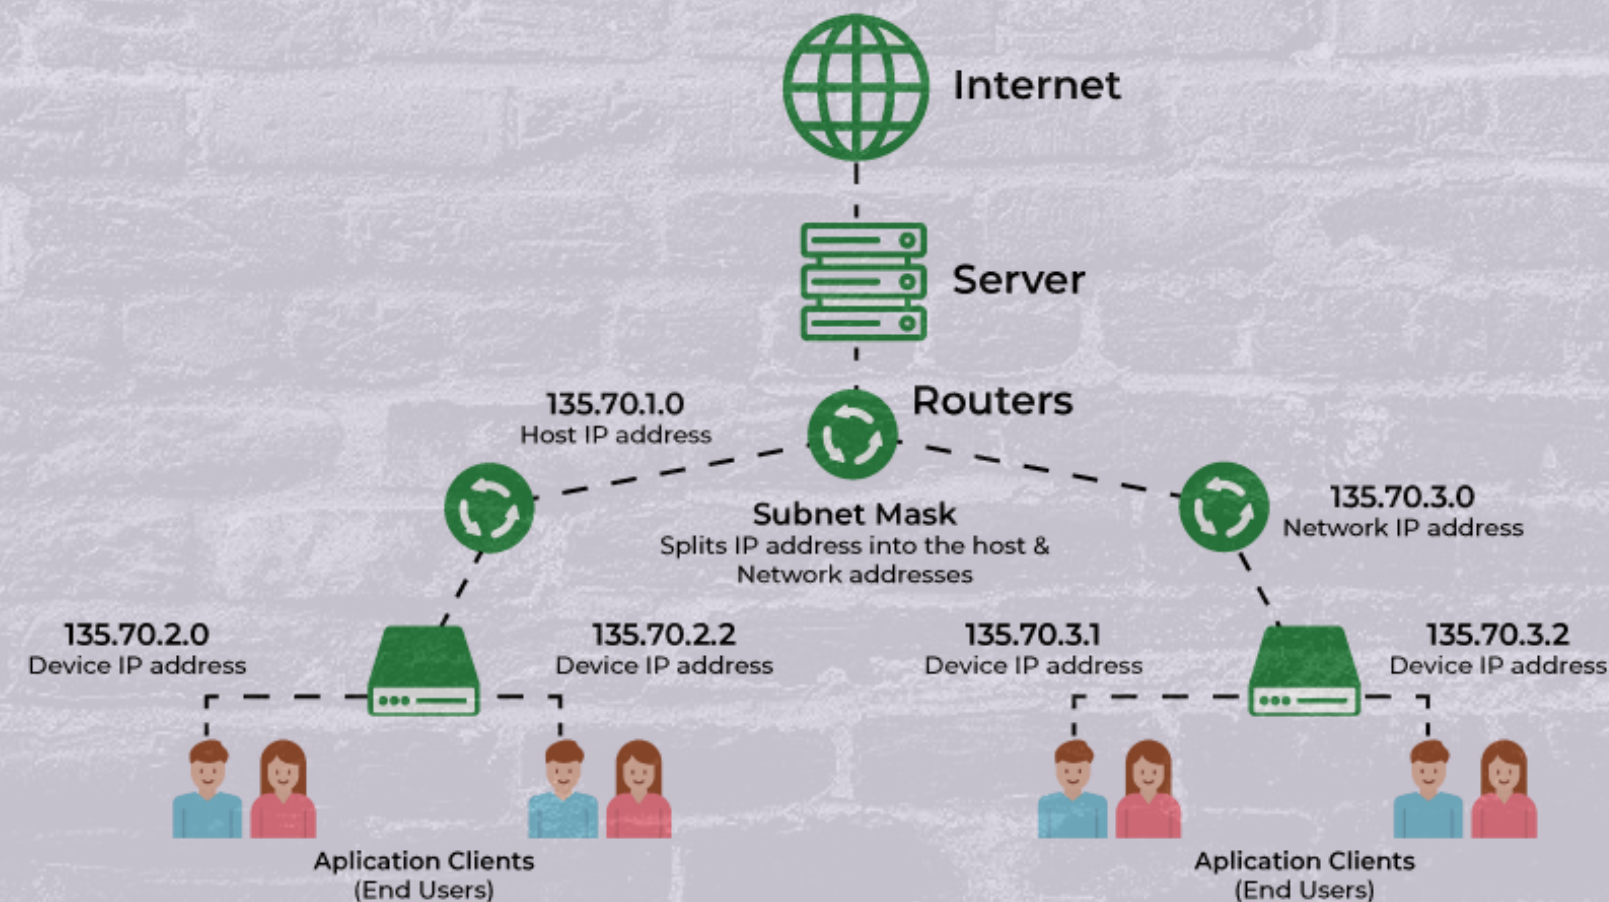 Internet
Server
Routers
135.70.1.0
Host IP address
135.70.3.0
Network IP address
Subnet Mask
Splits IP address into the host &
Network addresses
135.70.2.0
Device IP address
135.70.2.2
Device IP address
135.70.3.1
Device IP address
135.70.3.2
Device IP address
Aplication Clients
(End Users)
Aplication Clients
(End Users)